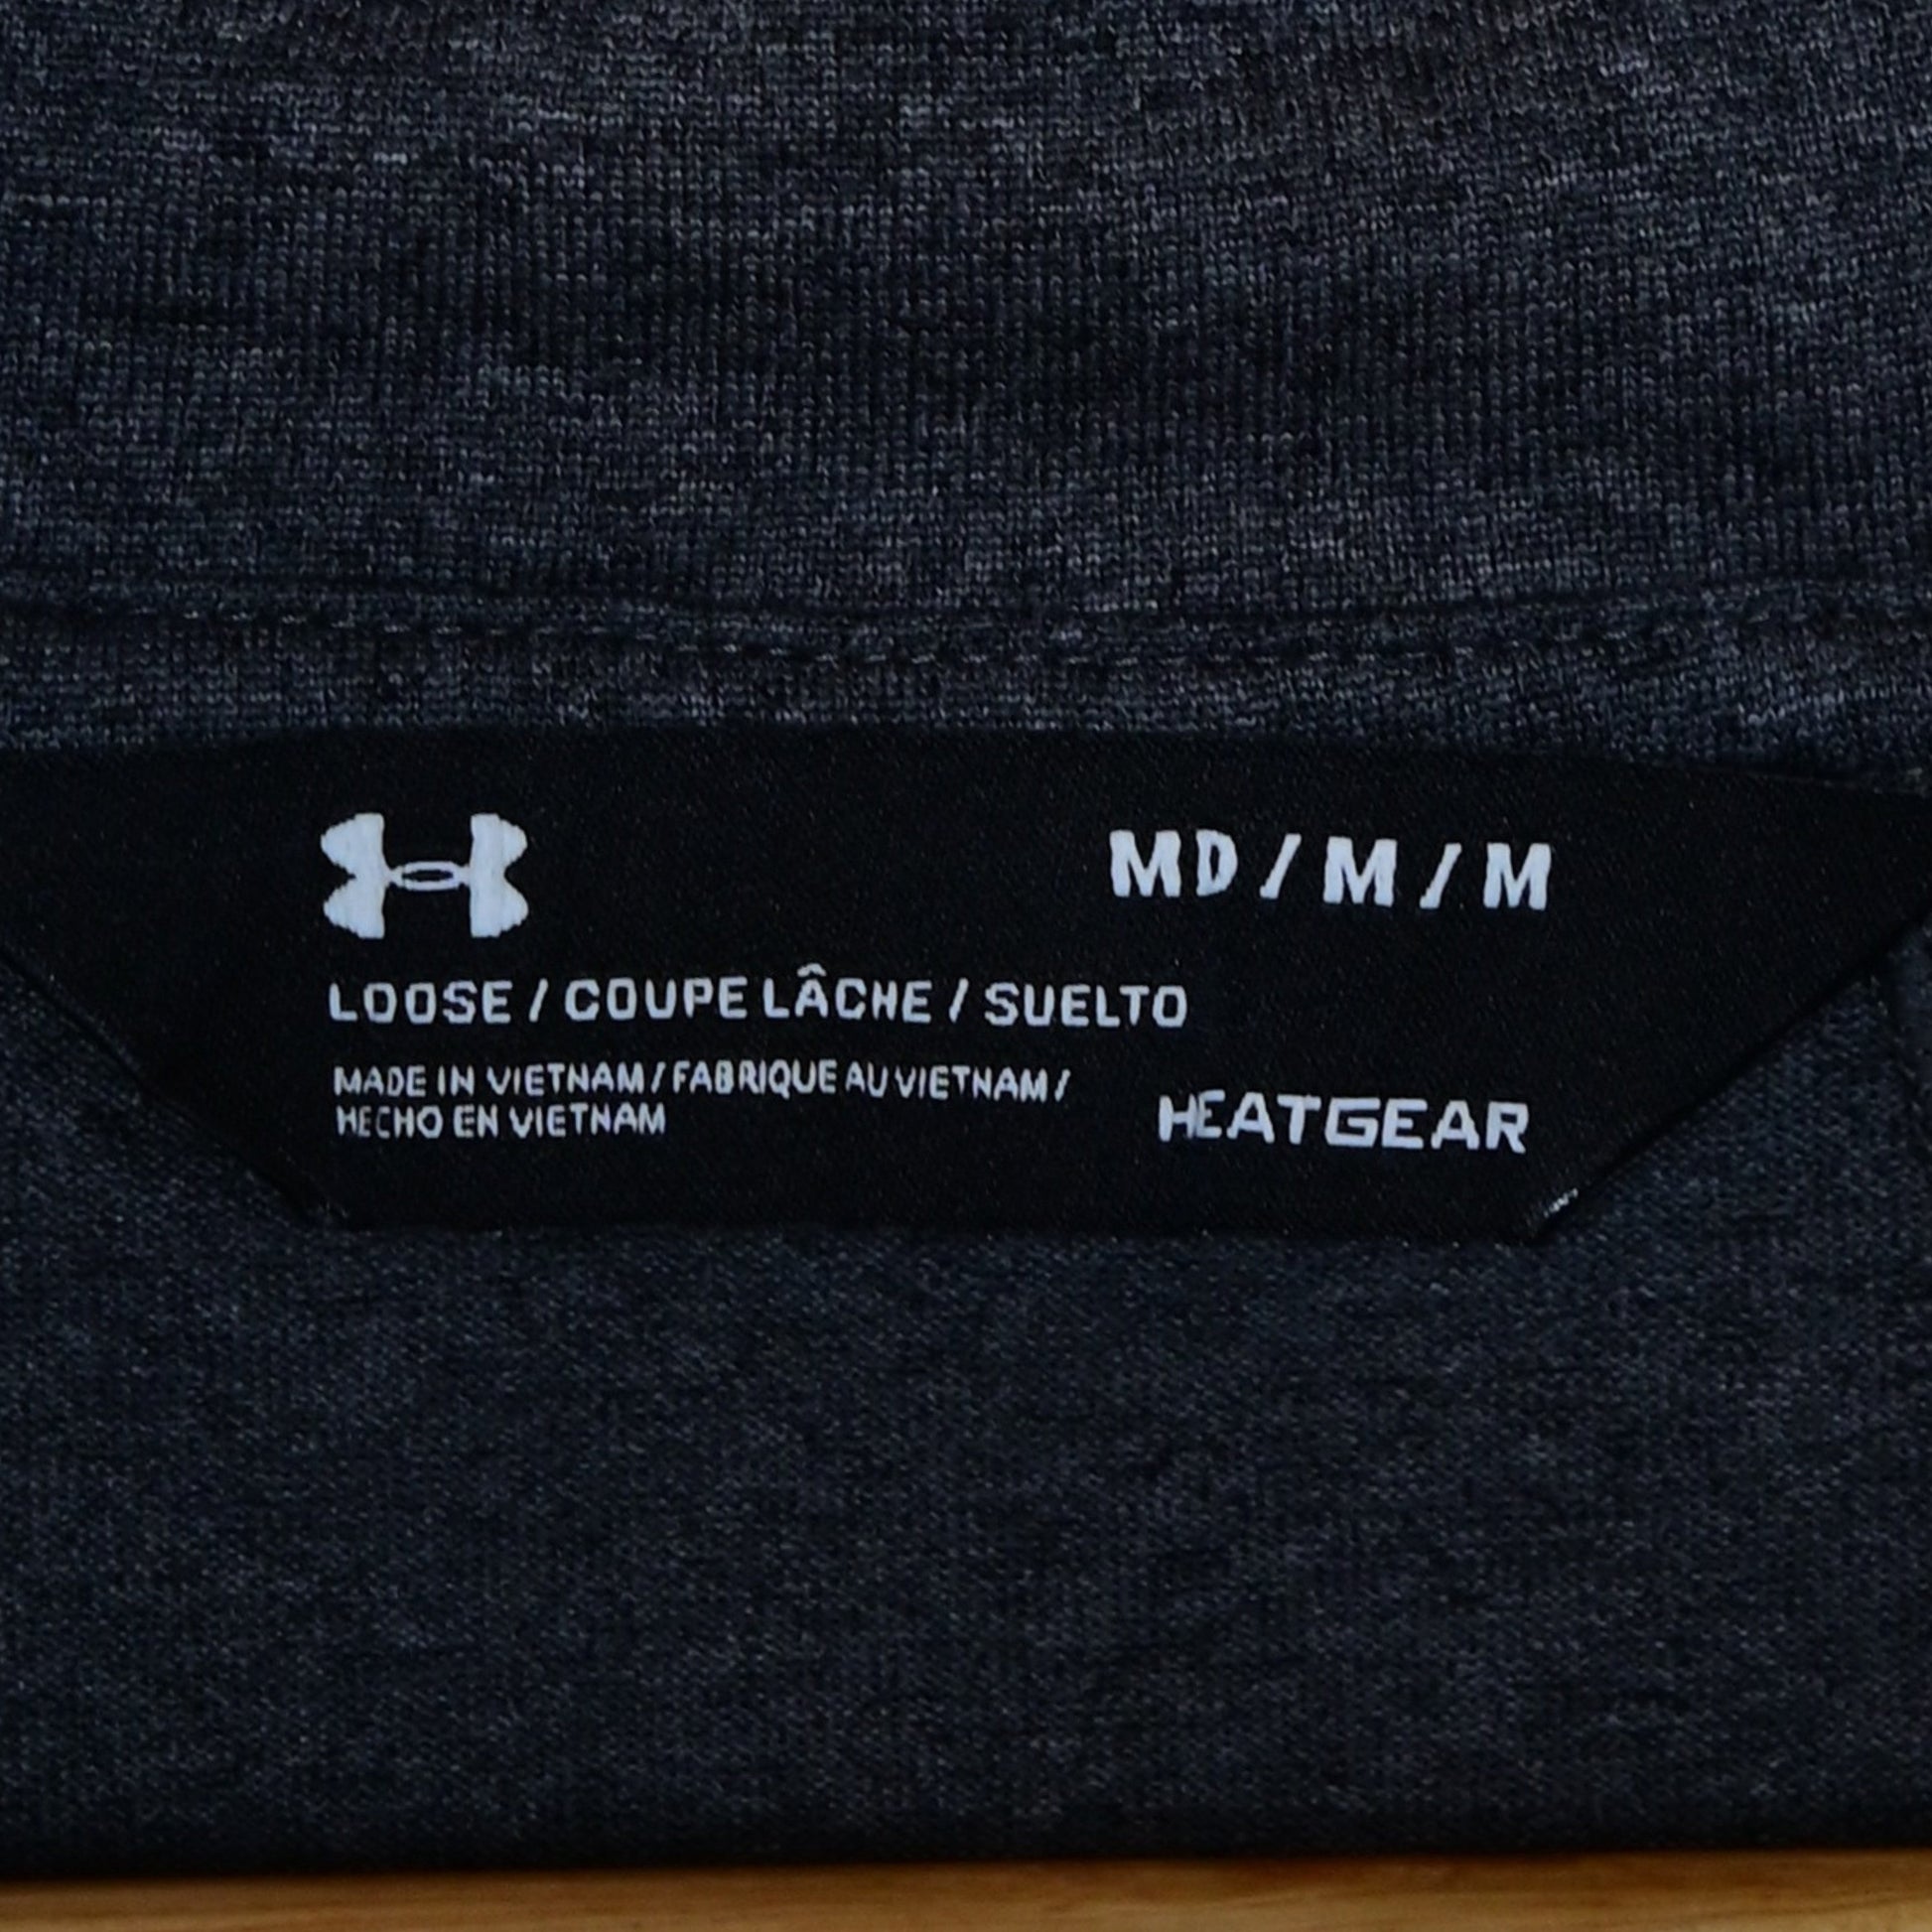 MD / M / M
LOOSE / COUPE LÂCHE / SUELTO
MADE IN VIETNAM / FABRIQUE AU VIETNAM /
HECHO EN VIETNAM
HEATGEAR